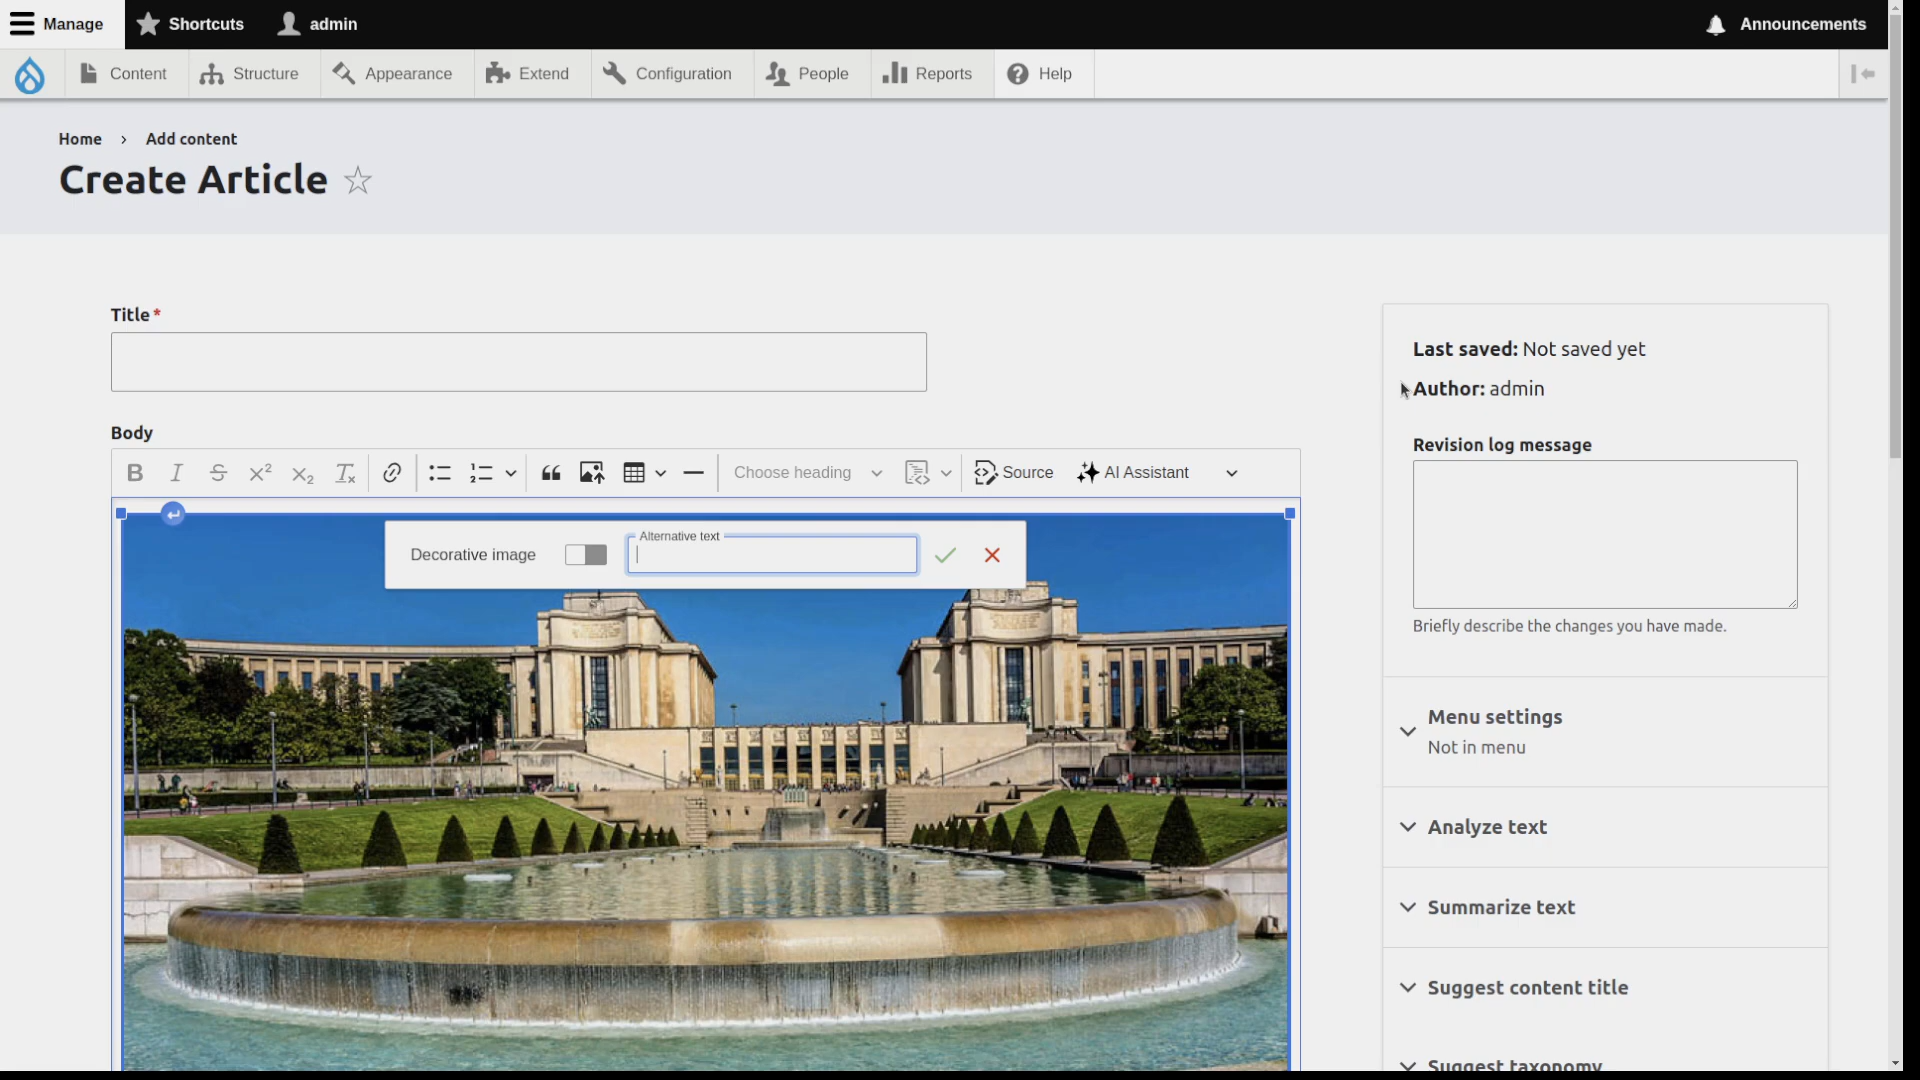 Manage Shortcuts admin Announcements
Content Structure Appearance Extend Configuration People Reports Help
Home › Add content
Create Article
Title*
Last saved: Not saved yet
Author: admin
Body
Revision log message
Choose heading Source AI Assistant
Decorative image Alternative text
Briefly describe the changes you have made.
Menu settings
Not in menu
Analyze text
Summarize text
Suggest content title
Suggest taxonomy